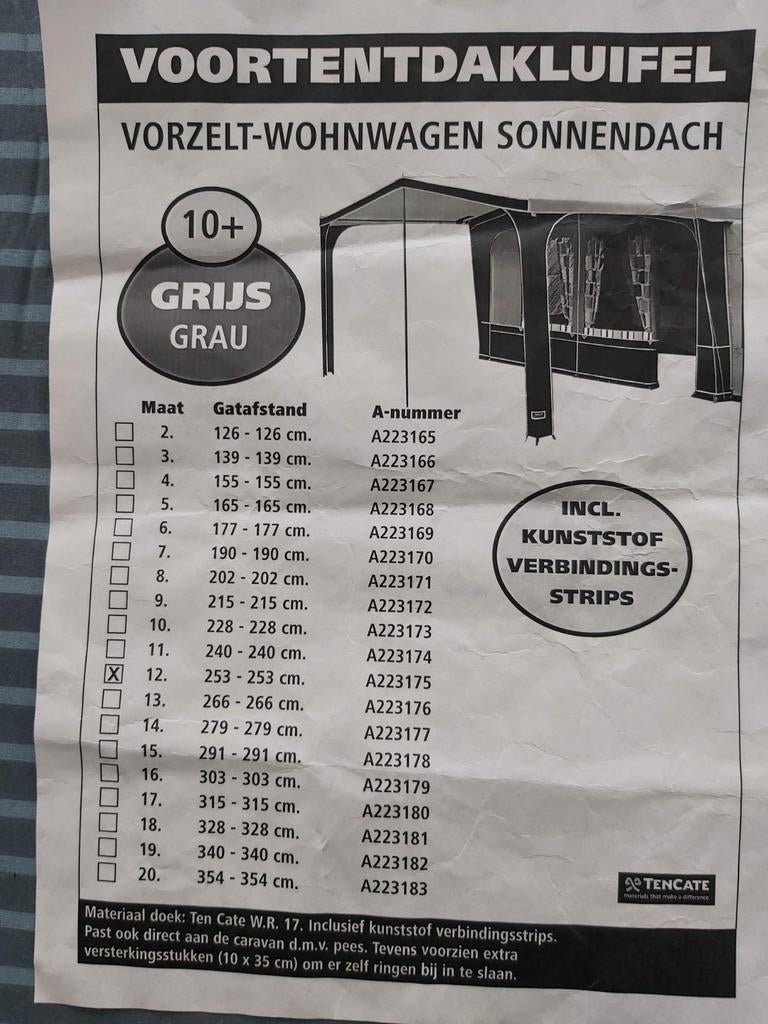 VOORTENTDAKLUIFEL
VORZELT-WOHNWAGEN SONNENDACH
10+
GRIJS
GRAU
Maat Gatafstand A-nummer
2. 126 - 126 cm. A223165
3. 139 - 139 cm. A223166
4. 155 - 155 cm. A223167
5. 165 - 165 cm. A223168
6. 177 - 177 cm. A223169
7. 190 - 190 cm. A223170
8. 202 - 202 cm. A223171
9. 215 - 215 cm. A223172
10. 228 - 228 cm. A223173
11. 240 - 240 cm. A223174
X 12. 253 - 253 cm. A223175
13. 266 - 266 cm. A223176
14. 279 - 279 cm. A223177
15. 291 - 291 cm. A223178
16. 303 - 303 cm. A223179
17. 315 - 315 cm. A223180
18. 328 - 328 cm. A223181
19. 340 - 340 cm. A223182
20. 354 - 354 cm. A223183
INCL.
KUNSTSTOF
VERBINDINGS-
STRIPS
TENCATE
materials that make a difference
Materiaal doek: Ten Cate W.R. 17. Inclusief kunststof verbindingsstrips.
Past ook direct aan de caravan d.m.v. pees. Tevens voorzien extra
versterkingsstukken (10 x 35 cm) om er zelf ringen bij in te slaan.